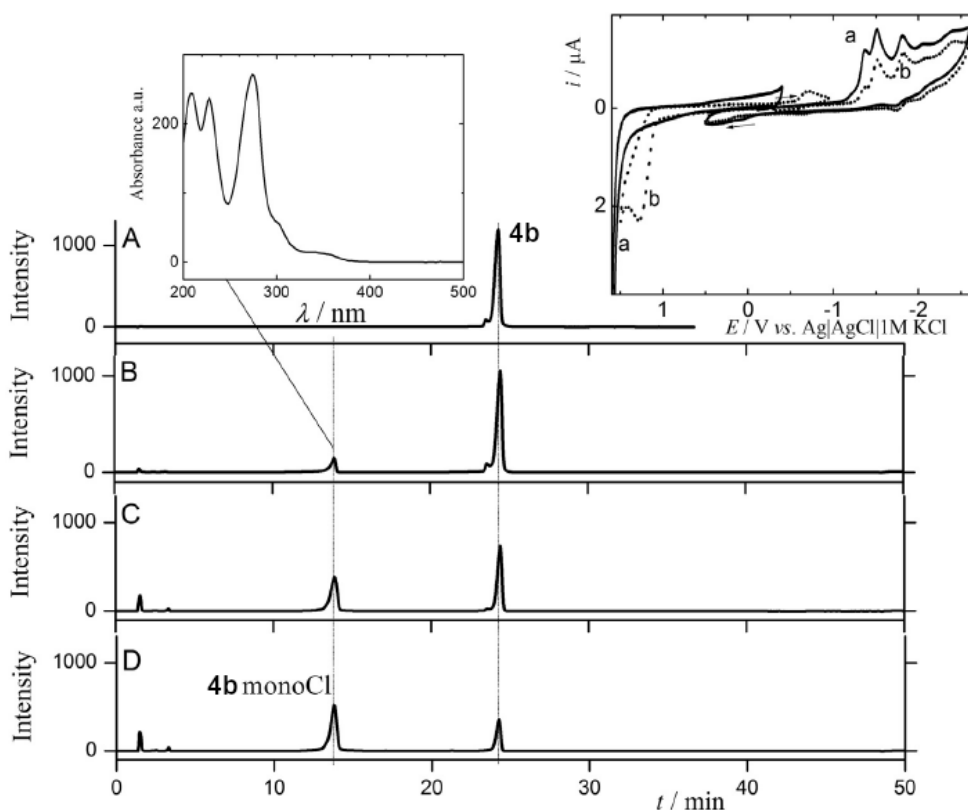 Absorbance a.u.
200
0
200 300 400 500
λ / nm
i / μA
0
2
a
b
b
a
1 0 -1 -2
E / V vs. Ag|AgCl|1M KCl
Intensity
1000
0
A
4b
Intensity
1000
0
B
Intensity
1000
0
C
Intensity
1000
0
D
4b monoCl
0 10 20 30 40 50
t / min